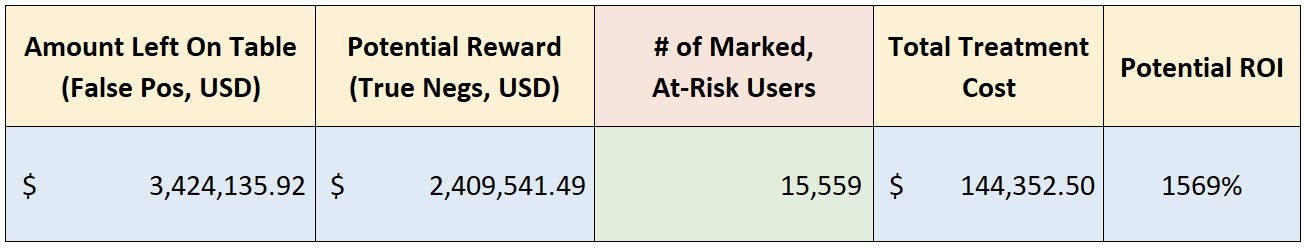 Amount Left On Table
(False Pos, USD)
Potential Reward
(True Negs, USD)
# of Marked,
At-Risk Users
Total Treatment
Cost
Potential ROI
$ 3,424,135.92
$ 2,409,541.49
15,559
$ 144,352.50
1569%